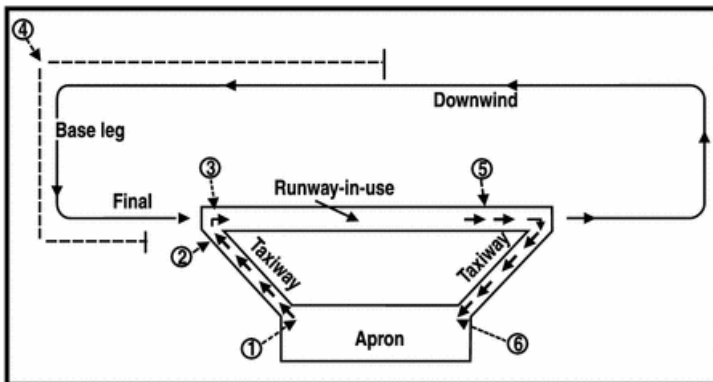 ④
Downwind
Base leg
③
⑤
Runway-in-use
Final
②
Taxiway
Taxiway
①
Apron
⑥